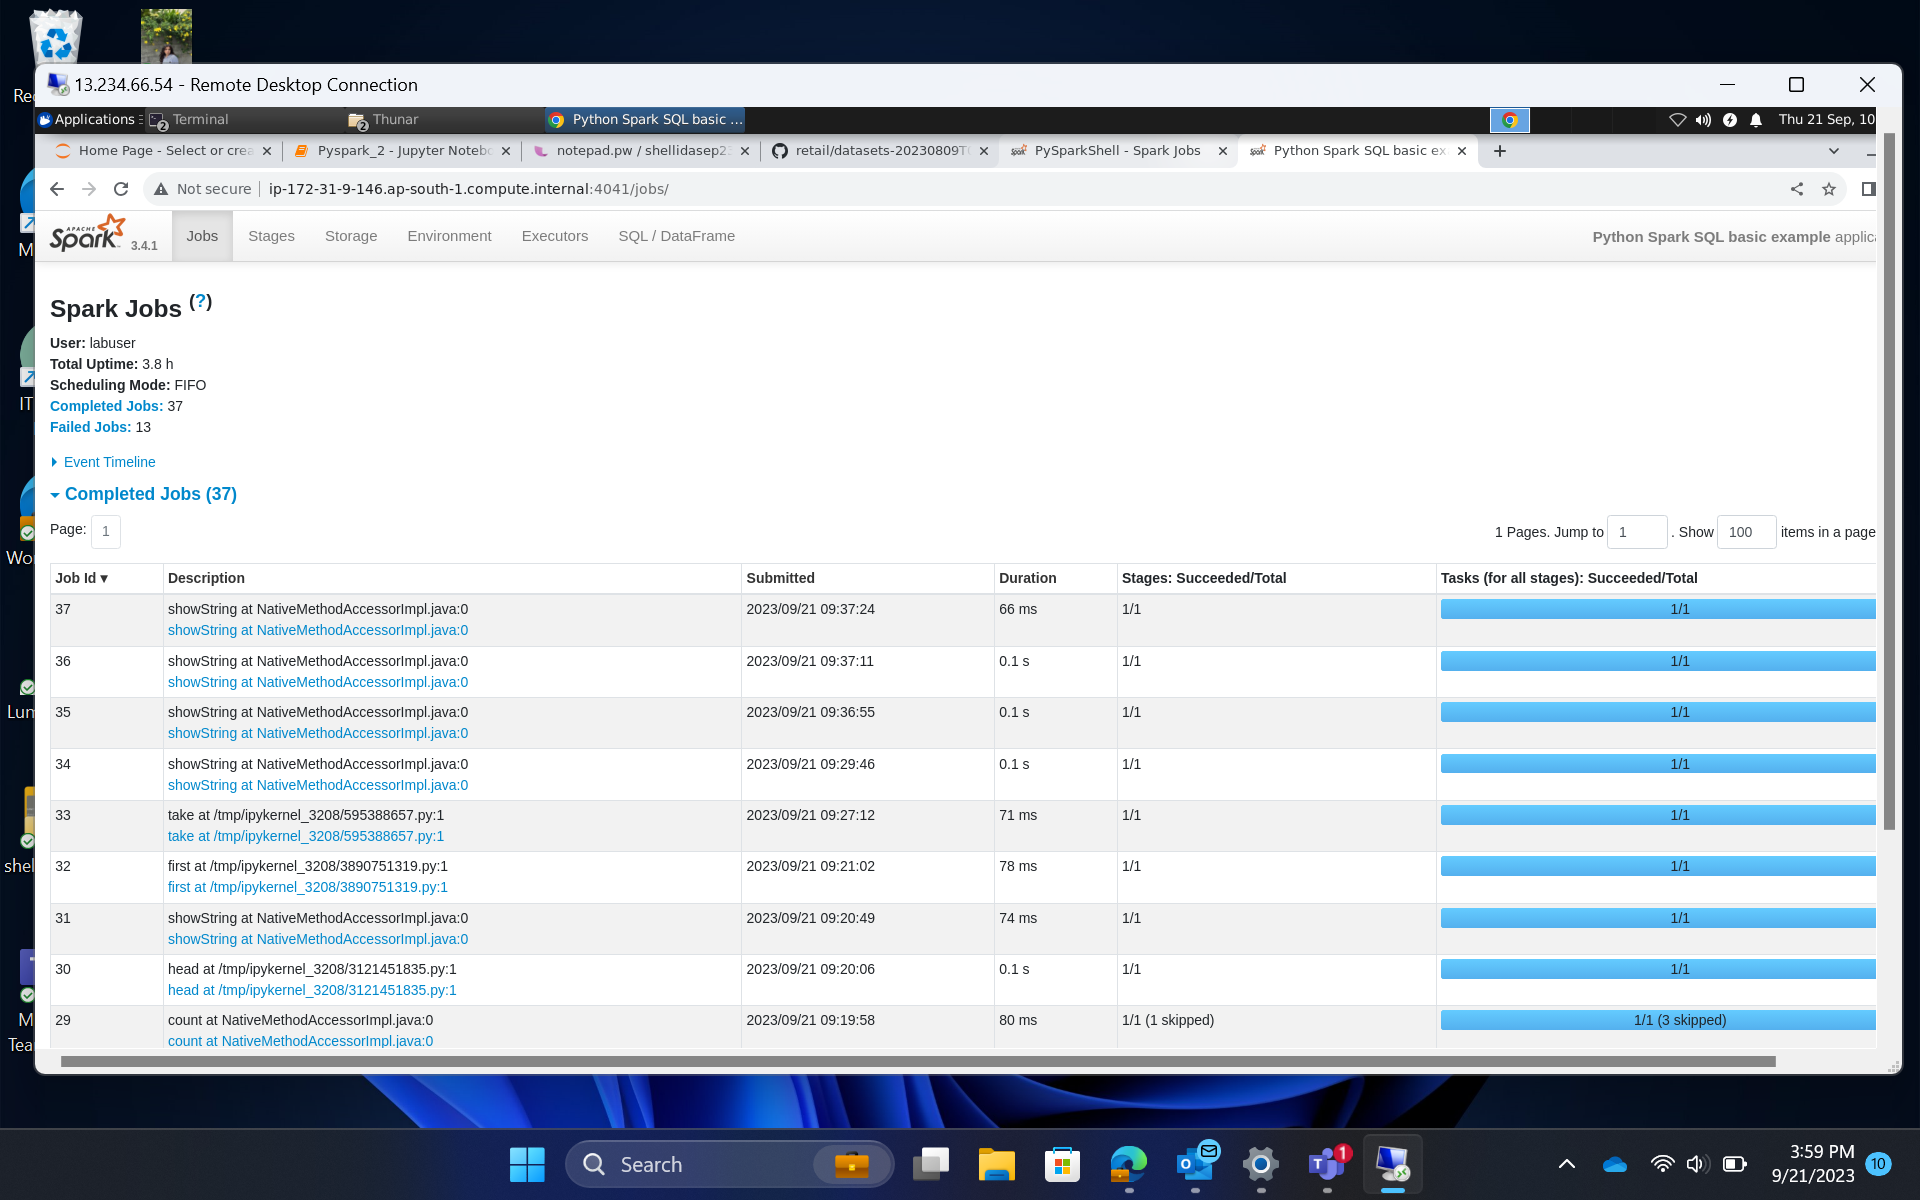 13.234.66.54 - Remote Desktop Connection
Applications
2
Terminal
2
Thunar
Python Spark SQL basic ...
Thu 21 Sep, 10
Home Page - Select or crea
Pyspark_2 - Jupyter Notebo
notepad.pw / shellidasep23
retail/datasets-20230809T0
PySparkShell - Spark Jobs
Python Spark SQL basic ex
Not secure
ip-172-31-9-146.ap-south-1.compute.internal:4041/jobs/
APACHE
Spark 3.4.1
Jobs
Stages
Storage
Environment
Executors
SQL / DataFrame
Python Spark SQL basic example applica
Spark Jobs (?)
User: labuser
Total Uptime: 3.8 h
Scheduling Mode: FIFO
Completed Jobs: 37
Failed Jobs: 13
Event Timeline
Completed Jobs (37)
Page: 1
1 Pages. Jump to 1 . Show 100 items in a page
Job Id ▾ Description Submitted Duration Stages: Succeeded/Total Tasks (for all stages): Succeeded/Total
37 showString at NativeMethodAccessorImpl.java:0 2023/09/21 09:37:24 66 ms 1/1 1/1
showString at NativeMethodAccessorImpl.java:0
36 showString at NativeMethodAccessorImpl.java:0 2023/09/21 09:37:11 0.1 s 1/1 1/1
showString at NativeMethodAccessorImpl.java:0
35 showString at NativeMethodAccessorImpl.java:0 2023/09/21 09:36:55 0.1 s 1/1 1/1
showString at NativeMethodAccessorImpl.java:0
34 showString at NativeMethodAccessorImpl.java:0 2023/09/21 09:29:46 0.1 s 1/1 1/1
showString at NativeMethodAccessorImpl.java:0
33 take at /tmp/ipykernel_3208/595388657.py:1 2023/09/21 09:27:12 71 ms 1/1 1/1
take at /tmp/ipykernel_3208/595388657.py:1
32 first at /tmp/ipykernel_3208/3890751319.py:1 2023/09/21 09:21:02 78 ms 1/1 1/1
first at /tmp/ipykernel_3208/3890751319.py:1
31 showString at NativeMethodAccessorImpl.java:0 2023/09/21 09:20:49 74 ms 1/1 1/1
showString at NativeMethodAccessorImpl.java:0
30 head at /tmp/ipykernel_3208/3121451835.py:1 2023/09/21 09:20:06 0.1 s 1/1 1/1
head at /tmp/ipykernel_3208/3121451835.py:1
29 count at NativeMethodAccessorImpl.java:0 2023/09/21 09:19:58 80 ms 1/1 (1 skipped) 1/1 (3 skipped)
count at NativeMethodAccessorImpl.java:0
Rec
M
IT
Wo
Lun
shel
M
Tea
Search
1
3:59 PM
9/21/2023
10